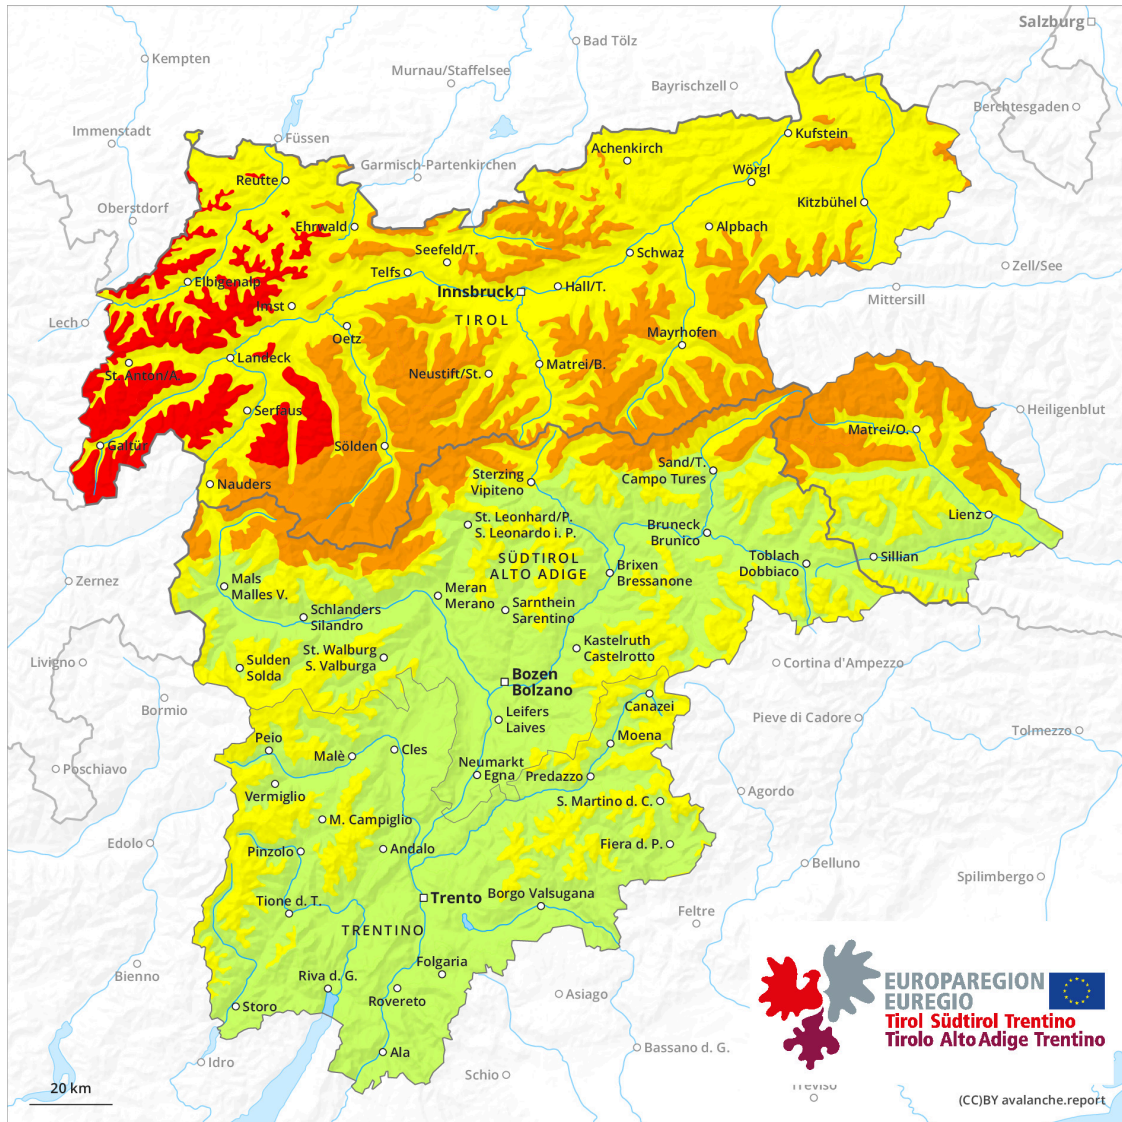 Salzburg
Bad Tölz
Kempten
Murnau/Staffelsee
Bayrischzell
Berchtesgaden
Immenstadt
Füssen
Kufstein
Achenkirch
Garmisch-Partenkirchen
Wörgl
Reutte
Kitzbühel
Oberstdorf
Ehrwald
Alpbach
Seefeld/T.
Schwaz
Zell/See
Telfs
Elbigenalp
Hall/T.
Innsbruck
Mittersill
Imst
TIROL
Lech
Mayrhofen
Oetz
Landeck
Matrei/B.
St. Anton/A.
Neustift/St.
Serfaus
Heiligenblut
Matrei/O.
Galtür
Sölden
Sand/T.
Campo Tures
Sterzing
Vipiteno
Nauders
Lienz
St. Leonhard/P.
S. Leonardo i. P.
Bruneck
Brunico
SÜDTIROL
ALTO ADIGE
Toblach
Dobbiaco
Sillian
Brixen
Bressanone
Zernez
Mals
Malles V.
Meran
Merano
Schlanders
Silandro
Sarnthein
Sarentino
Kastelruth
Castelrotto
St. Walburg
S. Valburga
Livigno
Sulden
Solda
Cortina d'Ampezzo
Bozen
Bolzano
Canazei
Bormio
Leifers
Laives
Pieve di Cadore
Tolmezzo
Peio
Moena
Malè
Cles
Neumarkt
Egna
Poschiavo
Predazzo
Vermiglio
Agordo
S. Martino d. C.
M. Campiglio
Edolo
Pinzolo
Andalo
Fiera d. P.
Belluno
Spilimbergo
Trento
Borgo Valsugana
Tione d. T.
Feltre
TRENTINO
Folgaria
Bienno
Riva d. G.
Rovereto
Asiago
Storo
EUROPAREGION
EUREGIO
Tirol Südtirol Trentino
Tirolo Alto Adige Trentino
Ala
Idro
Bassano d. G.
Schio
Treviso
20 km
(CC)BY avalanche.report